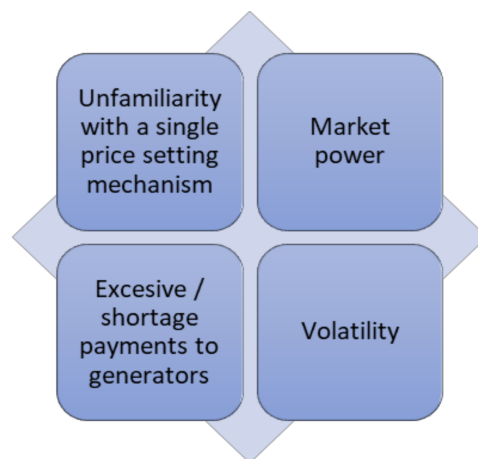 Unfamiliarity
with a single
price setting
mechanism
Market
power
Excesive /
shortage
payments to
generators
Volatility